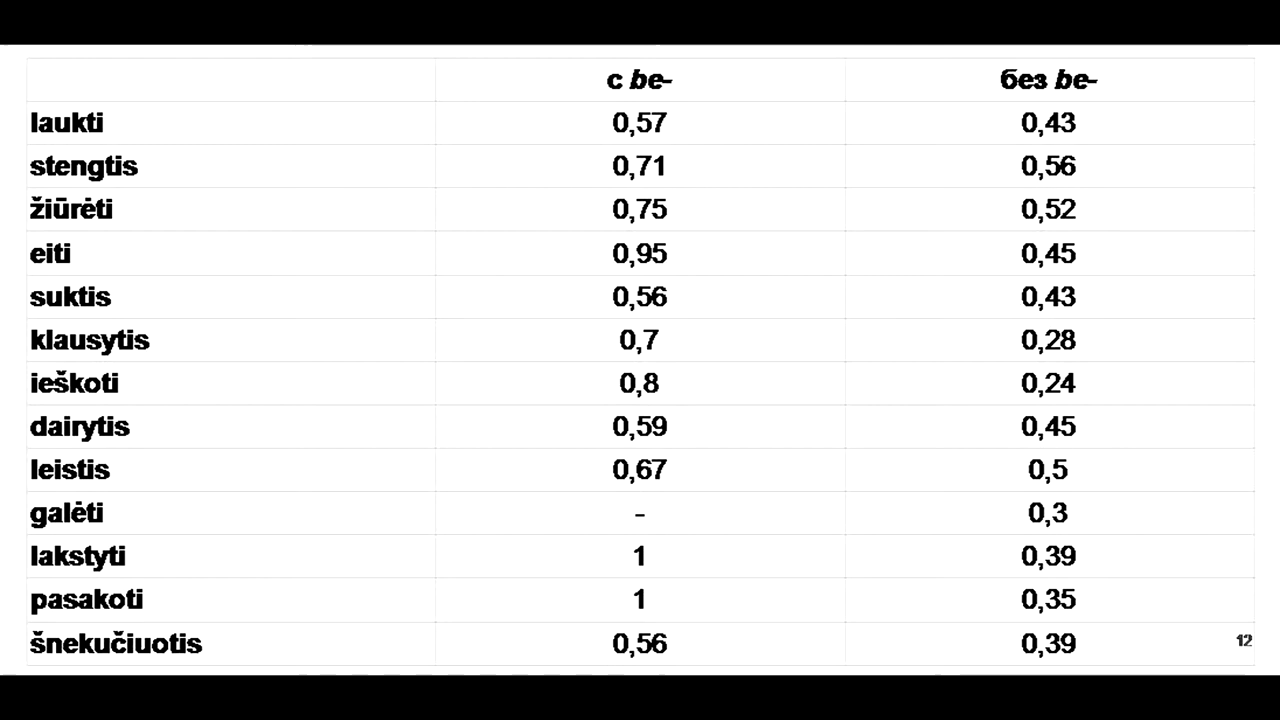 с be- без be-
laukti 0,57 0,43
stengtis 0,71 0,56
žiūrėti 0,75 0,52
eiti 0,95 0,45
suktis 0,56 0,43
klausytis 0,7 0,28
ieškoti 0,8 0,24
dairytis 0,59 0,45
leistis 0,67 0,5
galėti - 0,3
lakstyti 1 0,39
pasakoti 1 0,35
šnekučiuotis 0,56 0,39
12